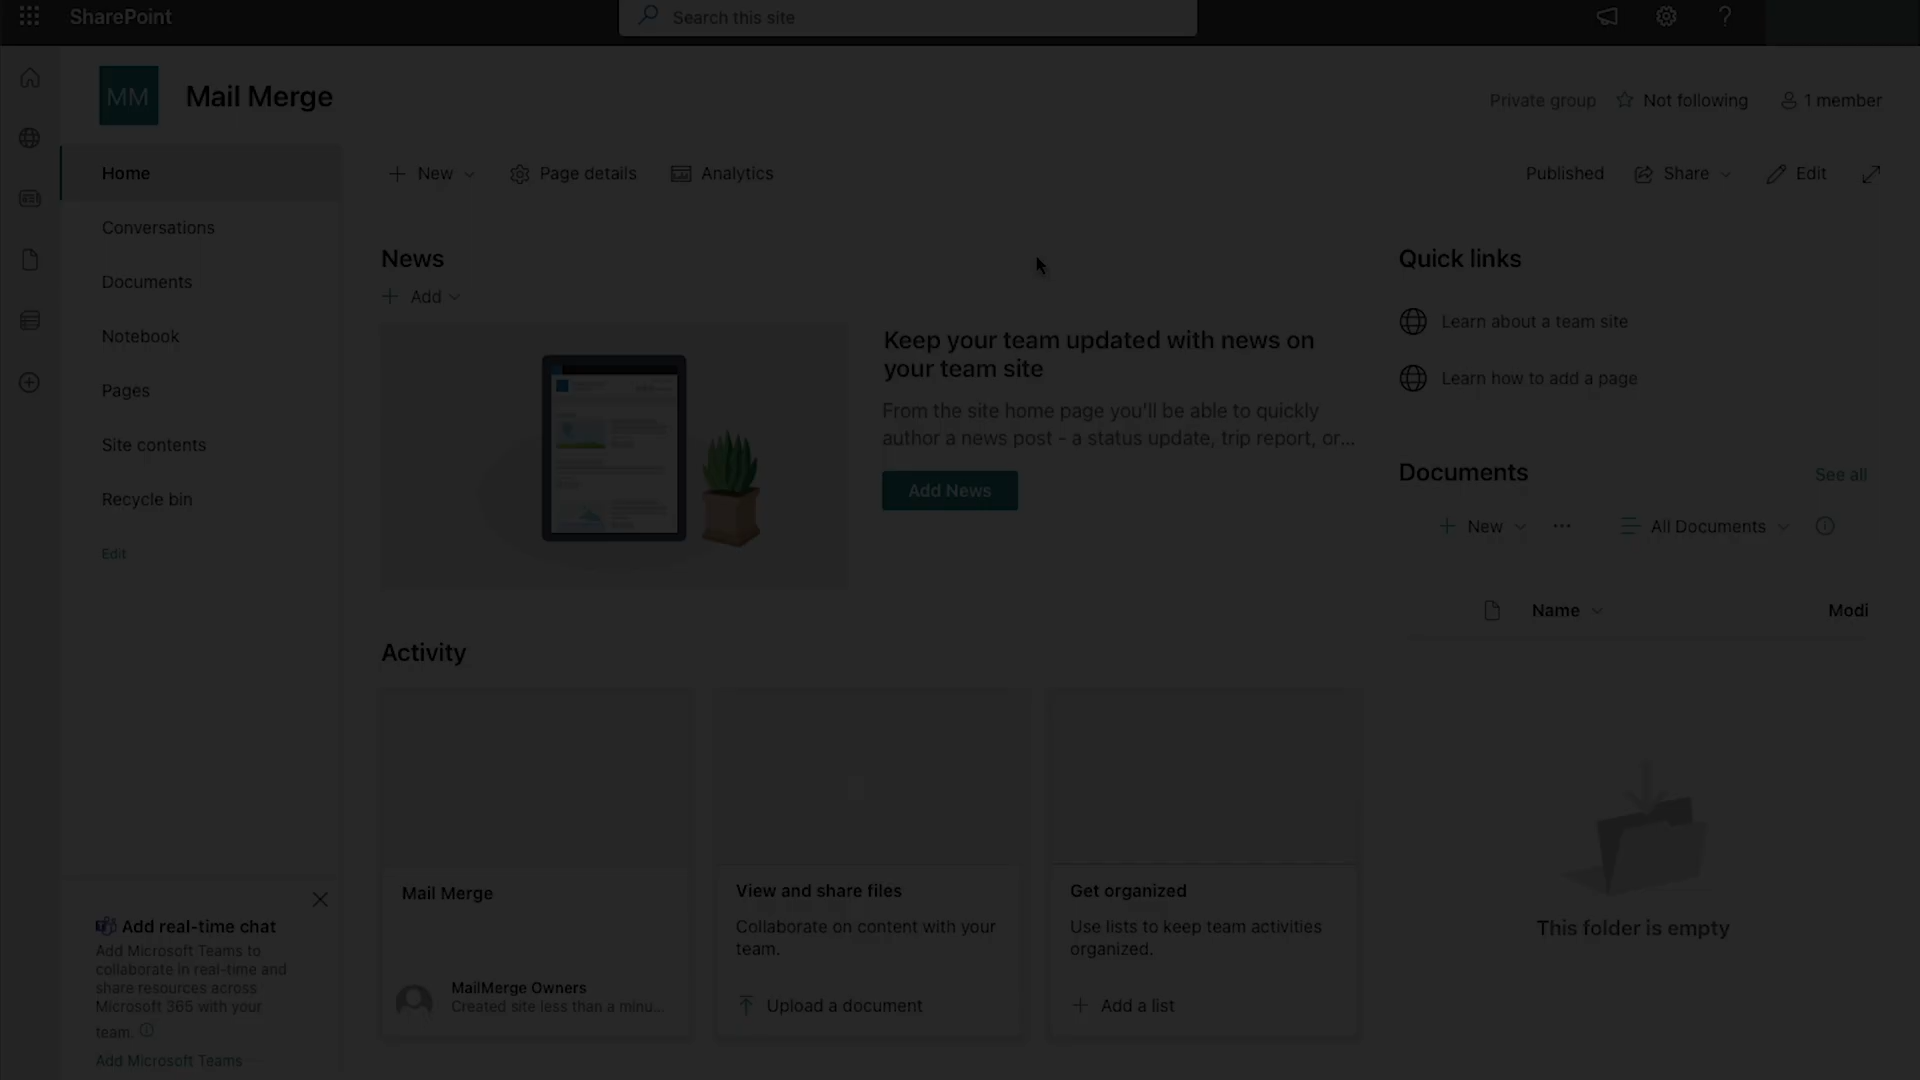 SharePoint
Search this site
MM
Mail Merge
Private group
Not following
1 member
Home
Conversations
Documents
Notebook
Pages
Site contents
Recycle bin
Edit
New
Page details
Analytics
Published
Share
Edit
News
Add
Keep your team updated with news on
your team site
From the site home page you'll be able to quickly
author a news post - a status update, trip report, or...
Add News
Quick links
Learn about a team site
Learn how to add a page
Documents
See all
New
All Documents
Name
Modi
This folder is empty
Activity
Mail Merge
MailMerge Owners
Created site less than a minu...
View and share files
Collaborate on content with your
team.
Upload a document
Get organized
Use lists to keep team activities
organized.
Add a list
Add real-time chat
Add Microsoft Teams to
collaborate in real-time and
share resources across
Microsoft 365 with your
team.
Add Microsoft Teams